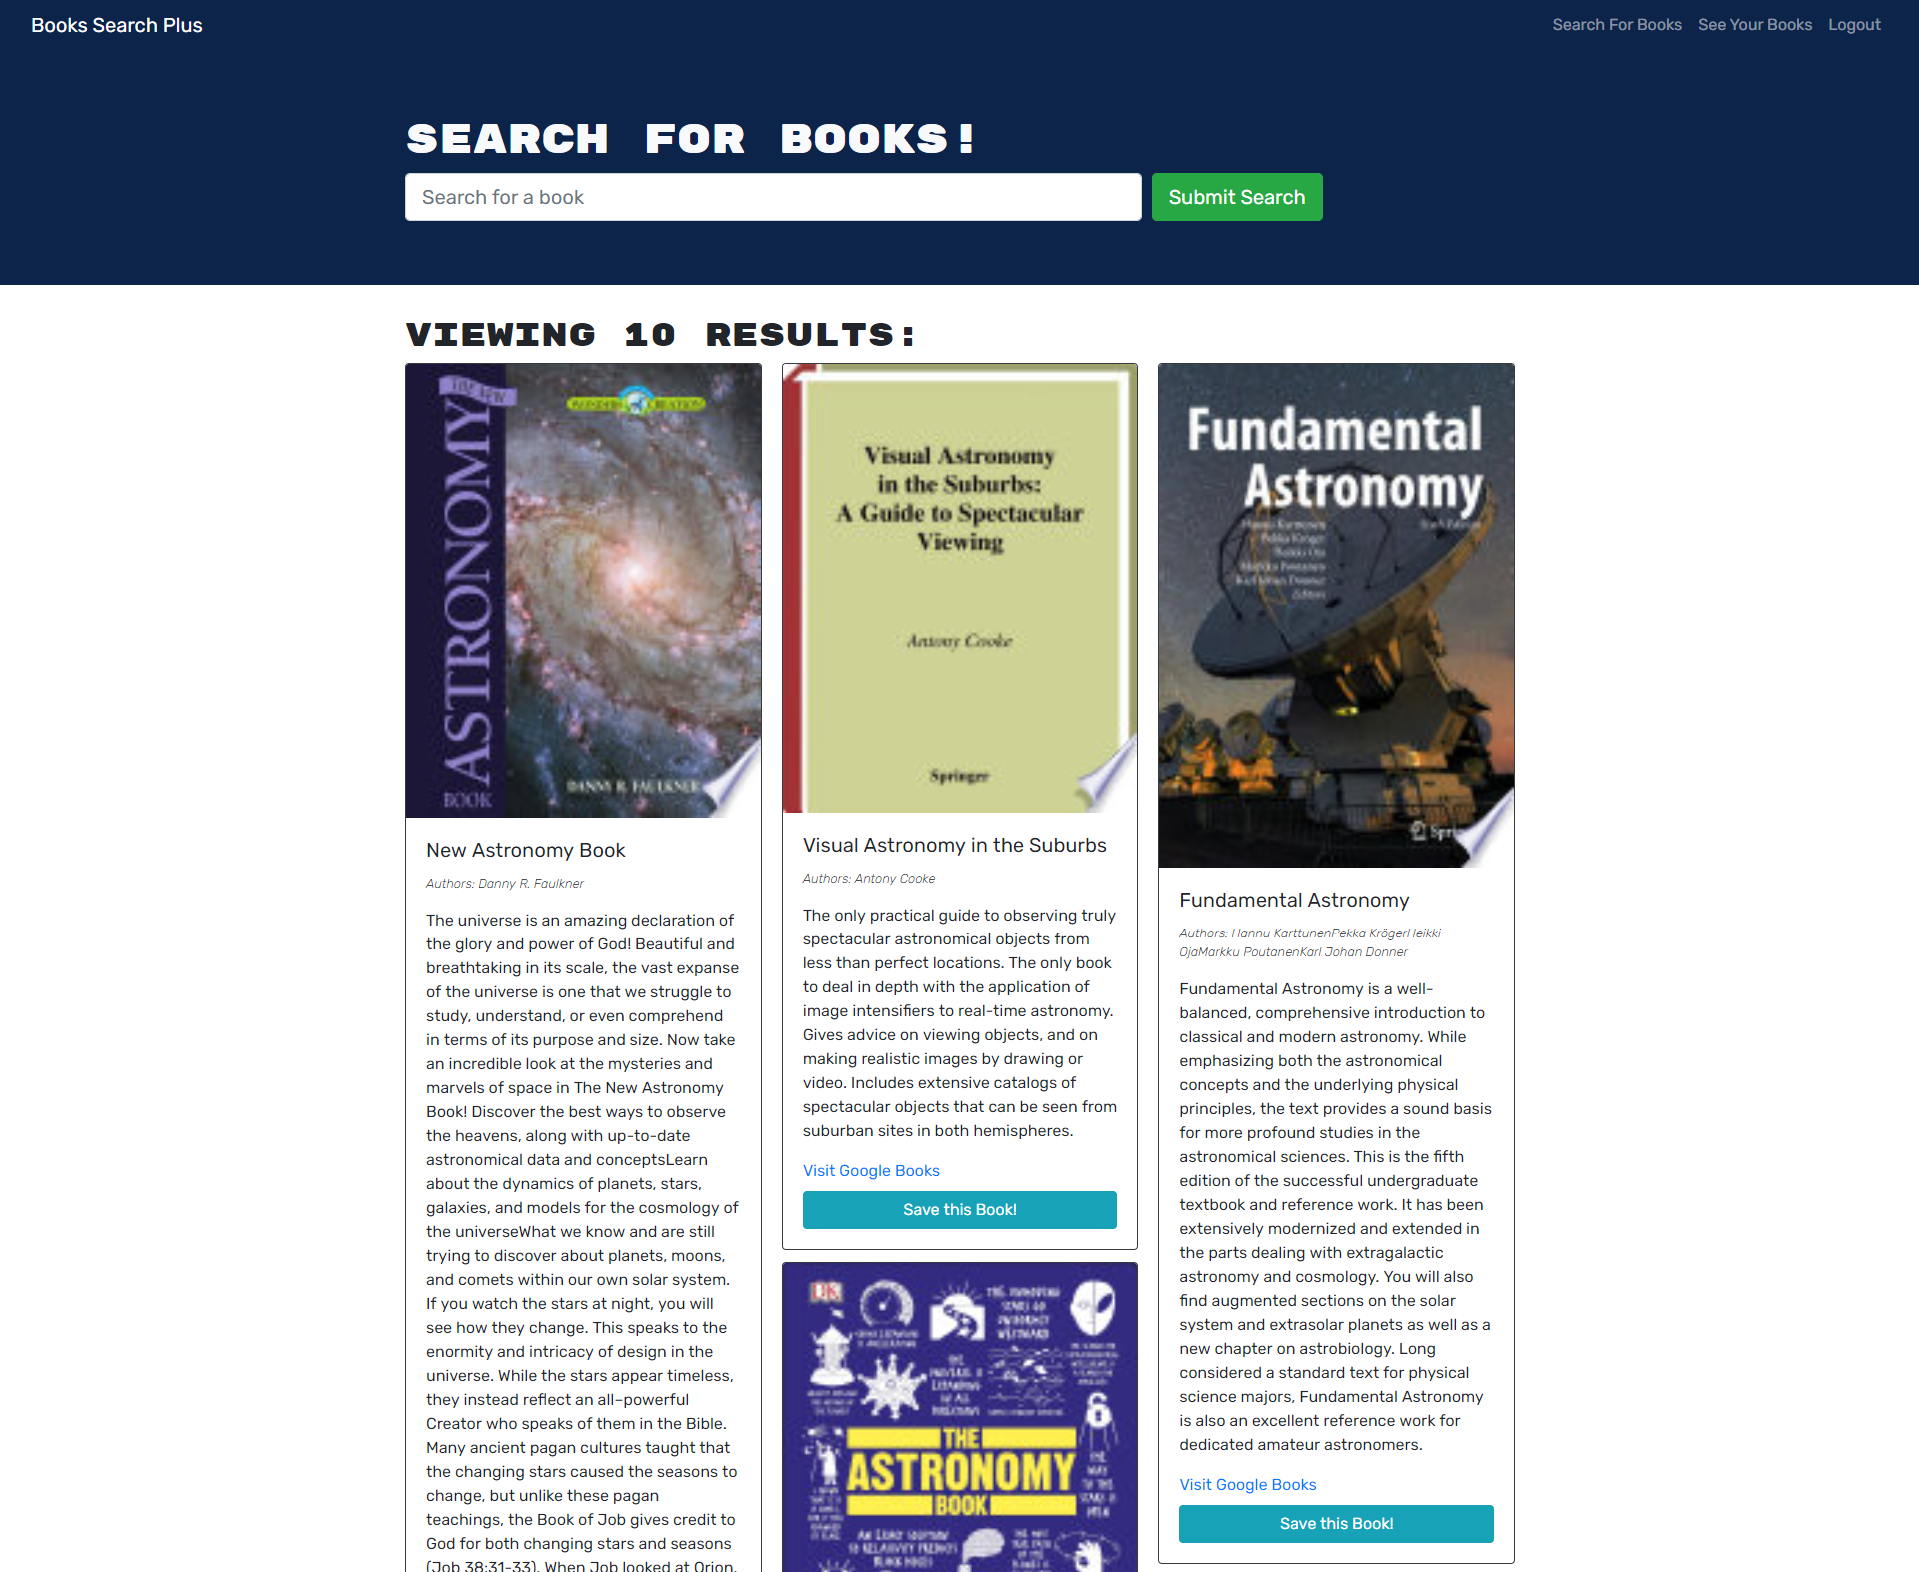 Books Search Plus
Search For Books
See Your Books
Logout
SEARCH FOR BOOKS!
Search for a book
Submit Search
VIEWING 10 RESULTS:
ASTRONOMY
BOOK
DANNY R. FAULKNER
New Astronomy Book
Authors: Danny R. Faulkner
The universe is an amazing declaration of
the glory and power of God! Beautiful and
breathtaking in its scale, the vast expanse
of the universe is one that we struggle to
study, understand, or even comprehend
in terms of its purpose and size. Now take
an incredible look at the mysteries and
marvels of space in The New Astronomy
Book! Discover the best ways to observe
the heavens, along with up-to-date
astronomical data and conceptsLearn
about the dynamics of planets, stars,
galaxies, and models for the cosmology of
the universeWhat we know and are still
trying to discover about planets, moons,
and comets within our own solar system.
If you watch the stars at night, you will
see how they change. This speaks to the
enormity and intricacy of design in the
universe. While the stars appear timeless,
they instead reflect an all-powerful
Creator who speaks of them in the Bible.
Many ancient pagan cultures taught that
the changing stars caused the seasons to
change, but unlike these pagan
teachings, the Book of Job gives credit to
God for both changing stars and seasons
(Job 38:31-33). When Job looked at Orion,
Visual Astronomy
in the Suburbs:
A Guide to Spectacular
Viewing
Antony Cooke
Springer
Visual Astronomy in the Suburbs
Authors: Antony Cooke
The only practical guide to observing truly
spectacular astronomical objects from
less than perfect locations. The only book
to deal in depth with the application of
image intensifiers to real-time astronomy.
Gives advice on viewing objects, and on
making realistic images by drawing or
video. Includes extensive catalogs of
spectacular objects that can be seen from
suburban sites in both hemispheres.
Visit Google Books
Save this Book!
DK
THE
ASTRONOMY
BOOK
Fundamental
Astronomy
Fundamental Astronomy
Authors: Hannu KarttunenPekka KrögerHeikki
OjaMarkku PoutanenKarl Johan Donner
Fundamental Astronomy is a well-
balanced, comprehensive introduction to
classical and modern astronomy. While
emphasizing both the astronomical
concepts and the underlying physical
principles, the text provides a sound basis
for more profound studies in the
astronomical sciences. This is the fifth
edition of the successful undergraduate
textbook and reference work. It has been
extensively modernized and extended in
the parts dealing with extragalactic
astronomy and cosmology. You will also
find augmented sections on the solar
system and extrasolar planets as well as a
new chapter on astrobiology. Long
considered a standard text for physical
science majors, Fundamental Astronomy
is also an excellent reference work for
dedicated amateur astronomers.
Visit Google Books
Save this Book!